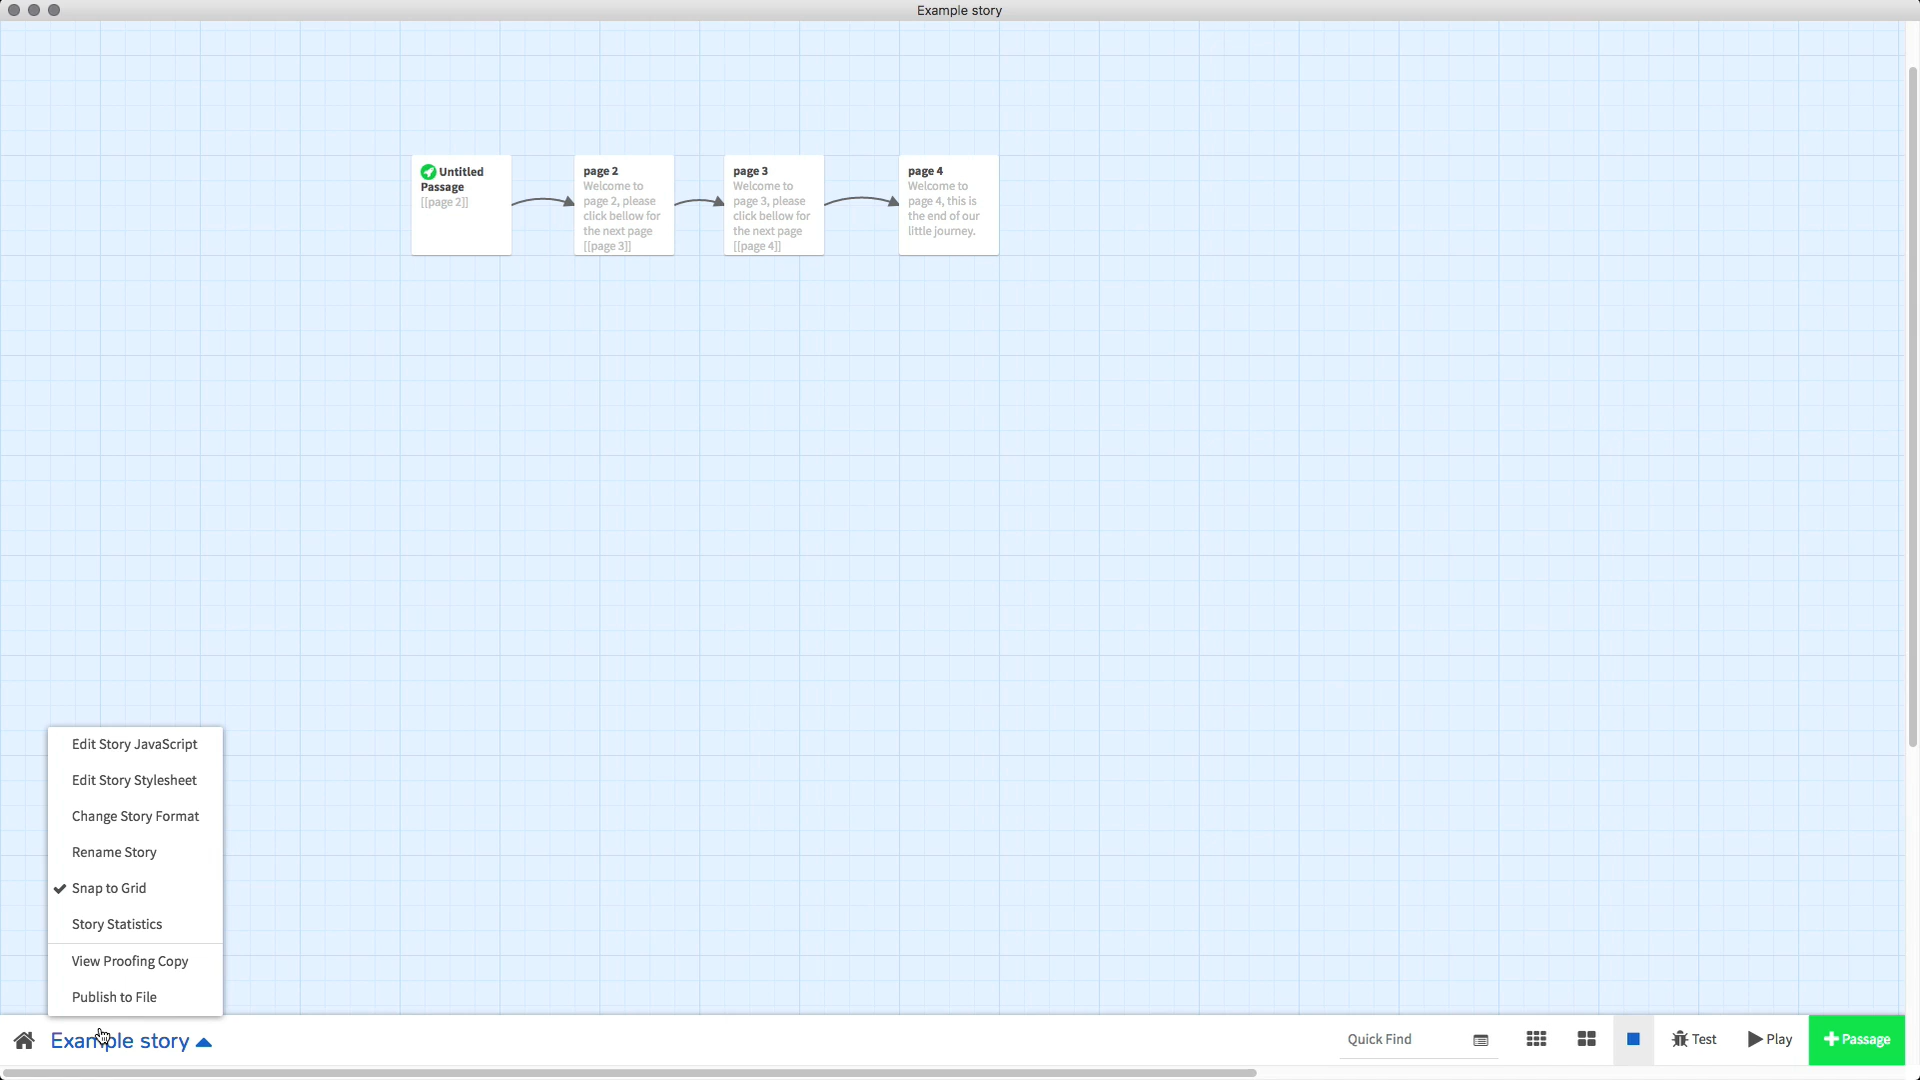 Example story
Untitled
Passage
[[page 2]]
page 2
Welcome to
page 2, please
click bellow for
the next page
[[page 3]]
page 3
Welcome to
page 3, please
click bellow for
the next page
[[page 4]]
page 4
Welcome to
page 4, this is
the end of our
little journey.
Edit Story JavaScript
Edit Story Stylesheet
Change Story Format
Rename Story
Snap to Grid
Story Statistics
View Proofing Copy
Publish to File
Example story
Quick Find
Test
Play
Passage